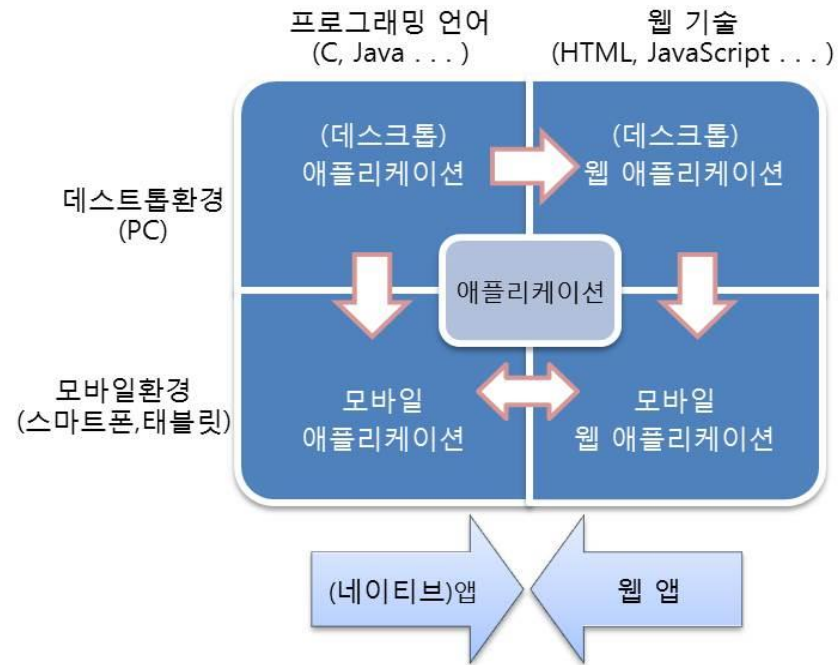 프로그래밍 언어
(C, Java . . . )
웹 기술
(HTML, JavaScript . . . )
데스트톱환경
(PC)
(데스크톱)
애플리케이션
(데스크톱)
웹 애플리케이션
애플리케이션
모바일환경
(스마트폰,태블릿)
모바일
애플리케이션
모바일
웹 애플리케이션
(네이티브)앱
웹 앱